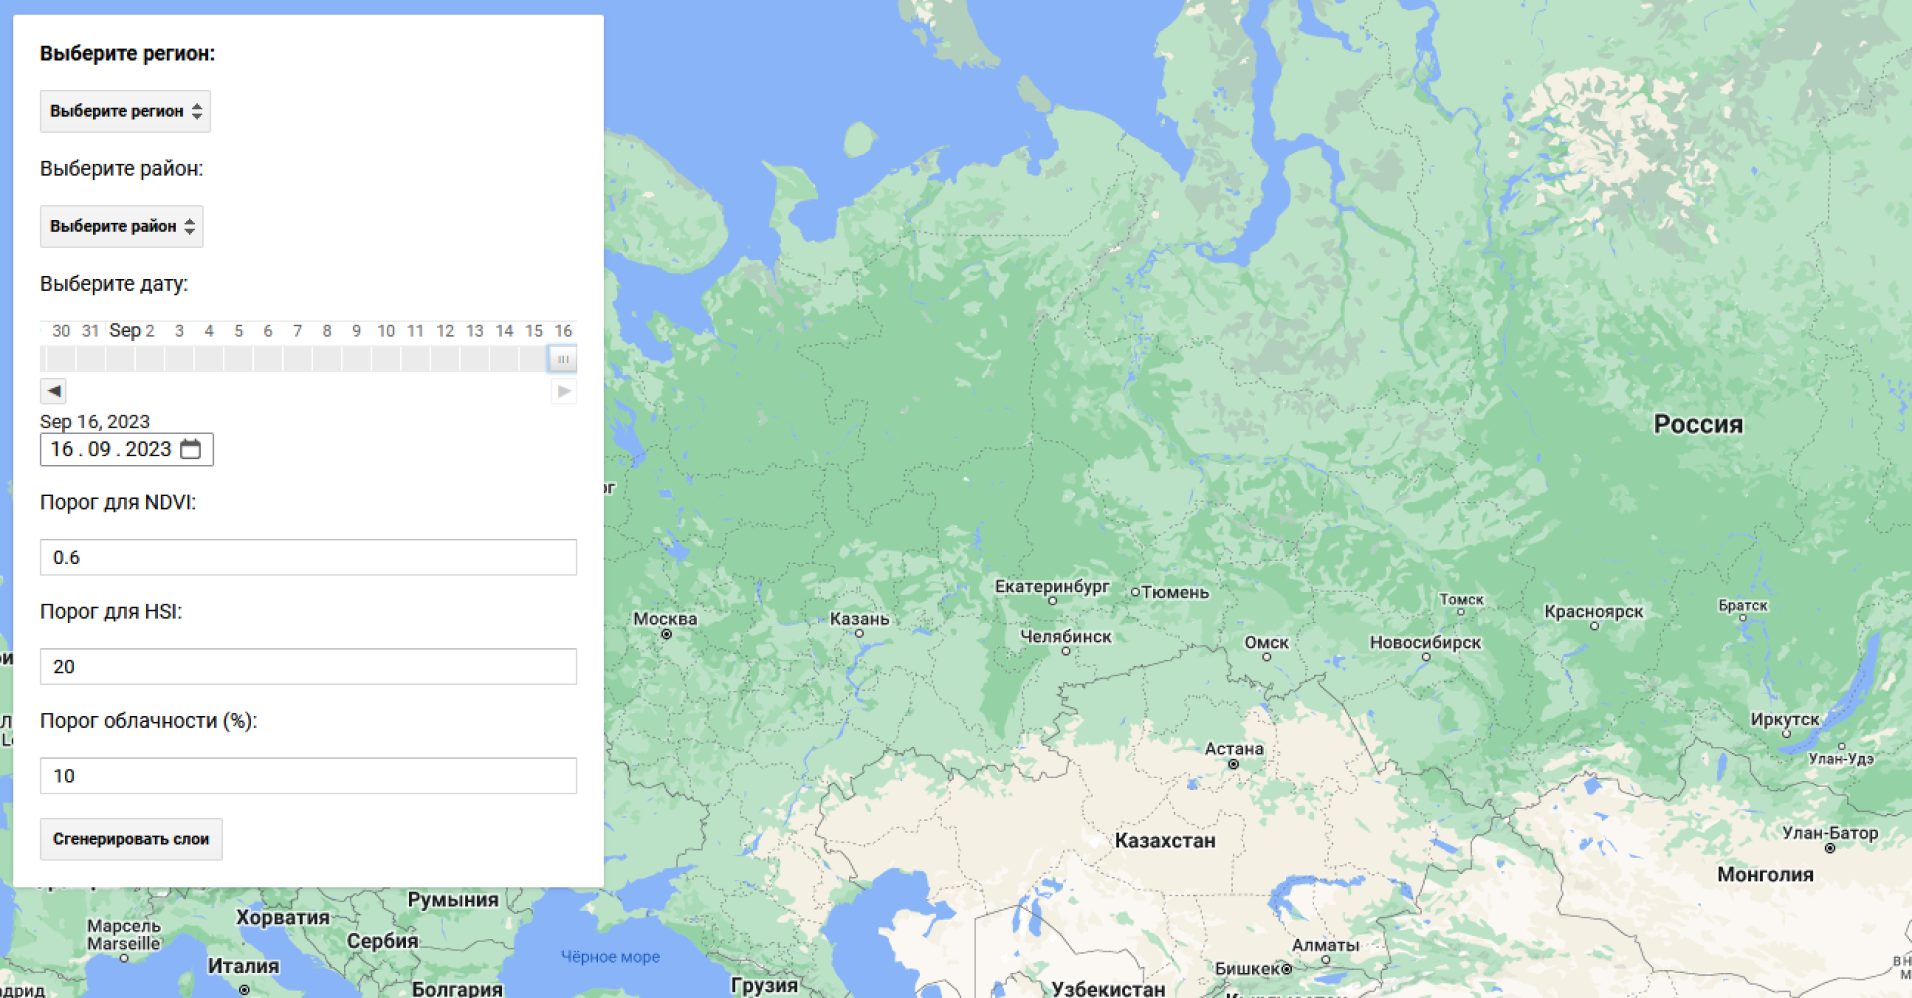 Выберите регион:
Выберите регион
Выберите район:
Выберите район
Выберите дату:
30 31 Sep 2 3 4 5 6 7 8 9 10 11 12 13 14 15 16
Sep 16, 2023
16.09.2023
Порог для NDVI:
0.6
Порог для HSI:
20
Порог облачности (%):
10
Сгенерировать слои
Россия
Екатеринбург
Тюмень
Томск
Красноярск
Братск
Москва
Казань
Челябинск
Омск
Новосибирск
Иркутск
Улан-Удэ
Астана
Казахстан
Улан-Батор
Монголия
Румыния
Хорватия
Марсель
Marseille
Сербия
Чёрное море
Алматы
Бишкек
Италия
Болгария
Грузия
Узбекистан